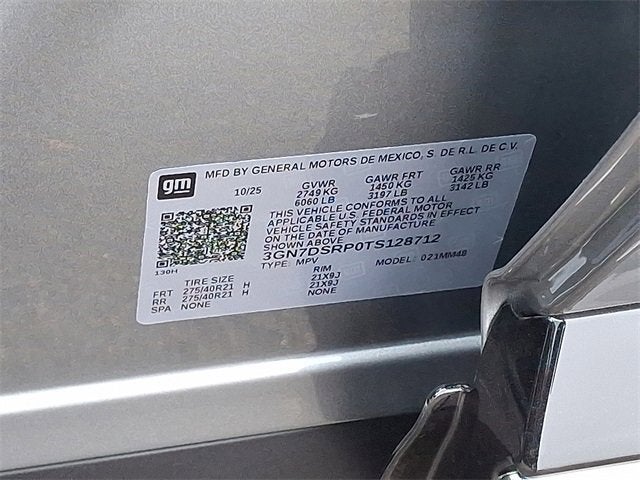 gm MFD BY GENERAL MOTORS DE MEXICO, S. DE R.L. DE C.V.
10/25 GVWR GAWR FRT GAWR RR
2749 KG 1450 KG 1425 KG
6060 LB 3197 LB 3142 LB
THIS VEHICLE CONFORMS TO ALL
APPLICABLE U.S. FEDERAL MOTOR
VEHICLE SAFETY STANDARDS IN EFFECT
ON THE DATE OF MANUFACTURE
SHOWN ABOVE
3GN7DSRP0TS128712
TYPE: MPV MODEL: 021MM48
130H
TIRE SIZE RIM
FRT 275/40R21 H 21X9J
RR 275/40R21 H 21X9J
SPA NONE NONE